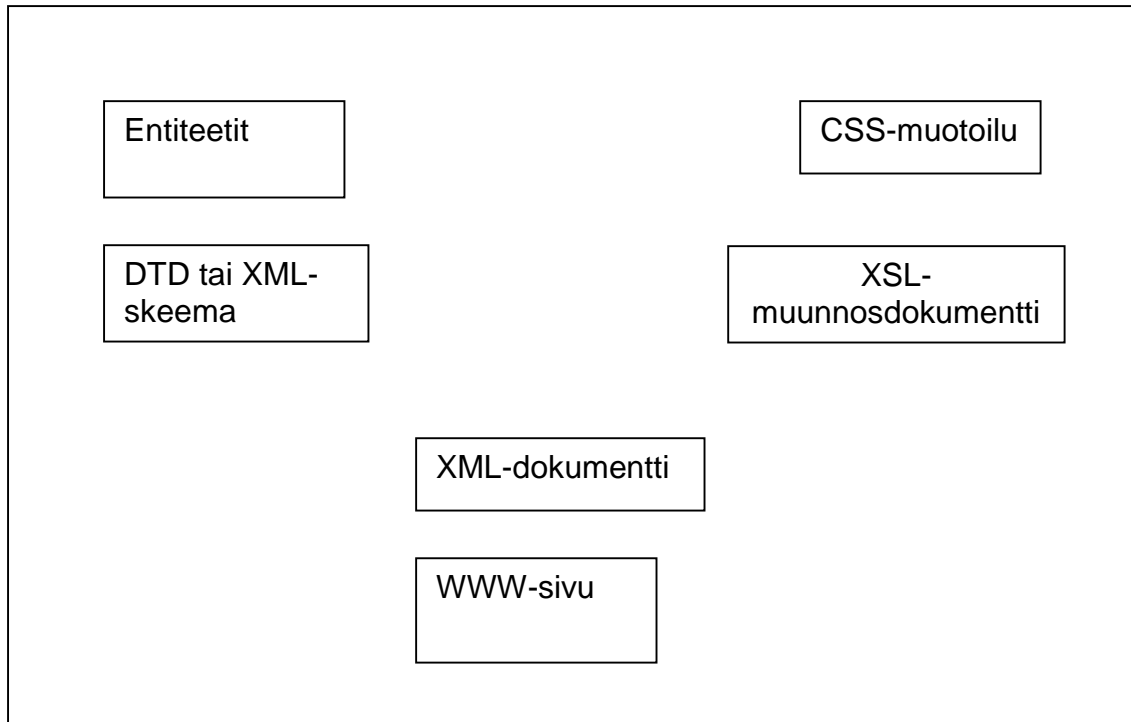 Entiteetit
CSS-muotoilu
DTD tai XML-
skeema
XSL-
muunnosdokumentti
XML-dokumentti
WWW-sivu